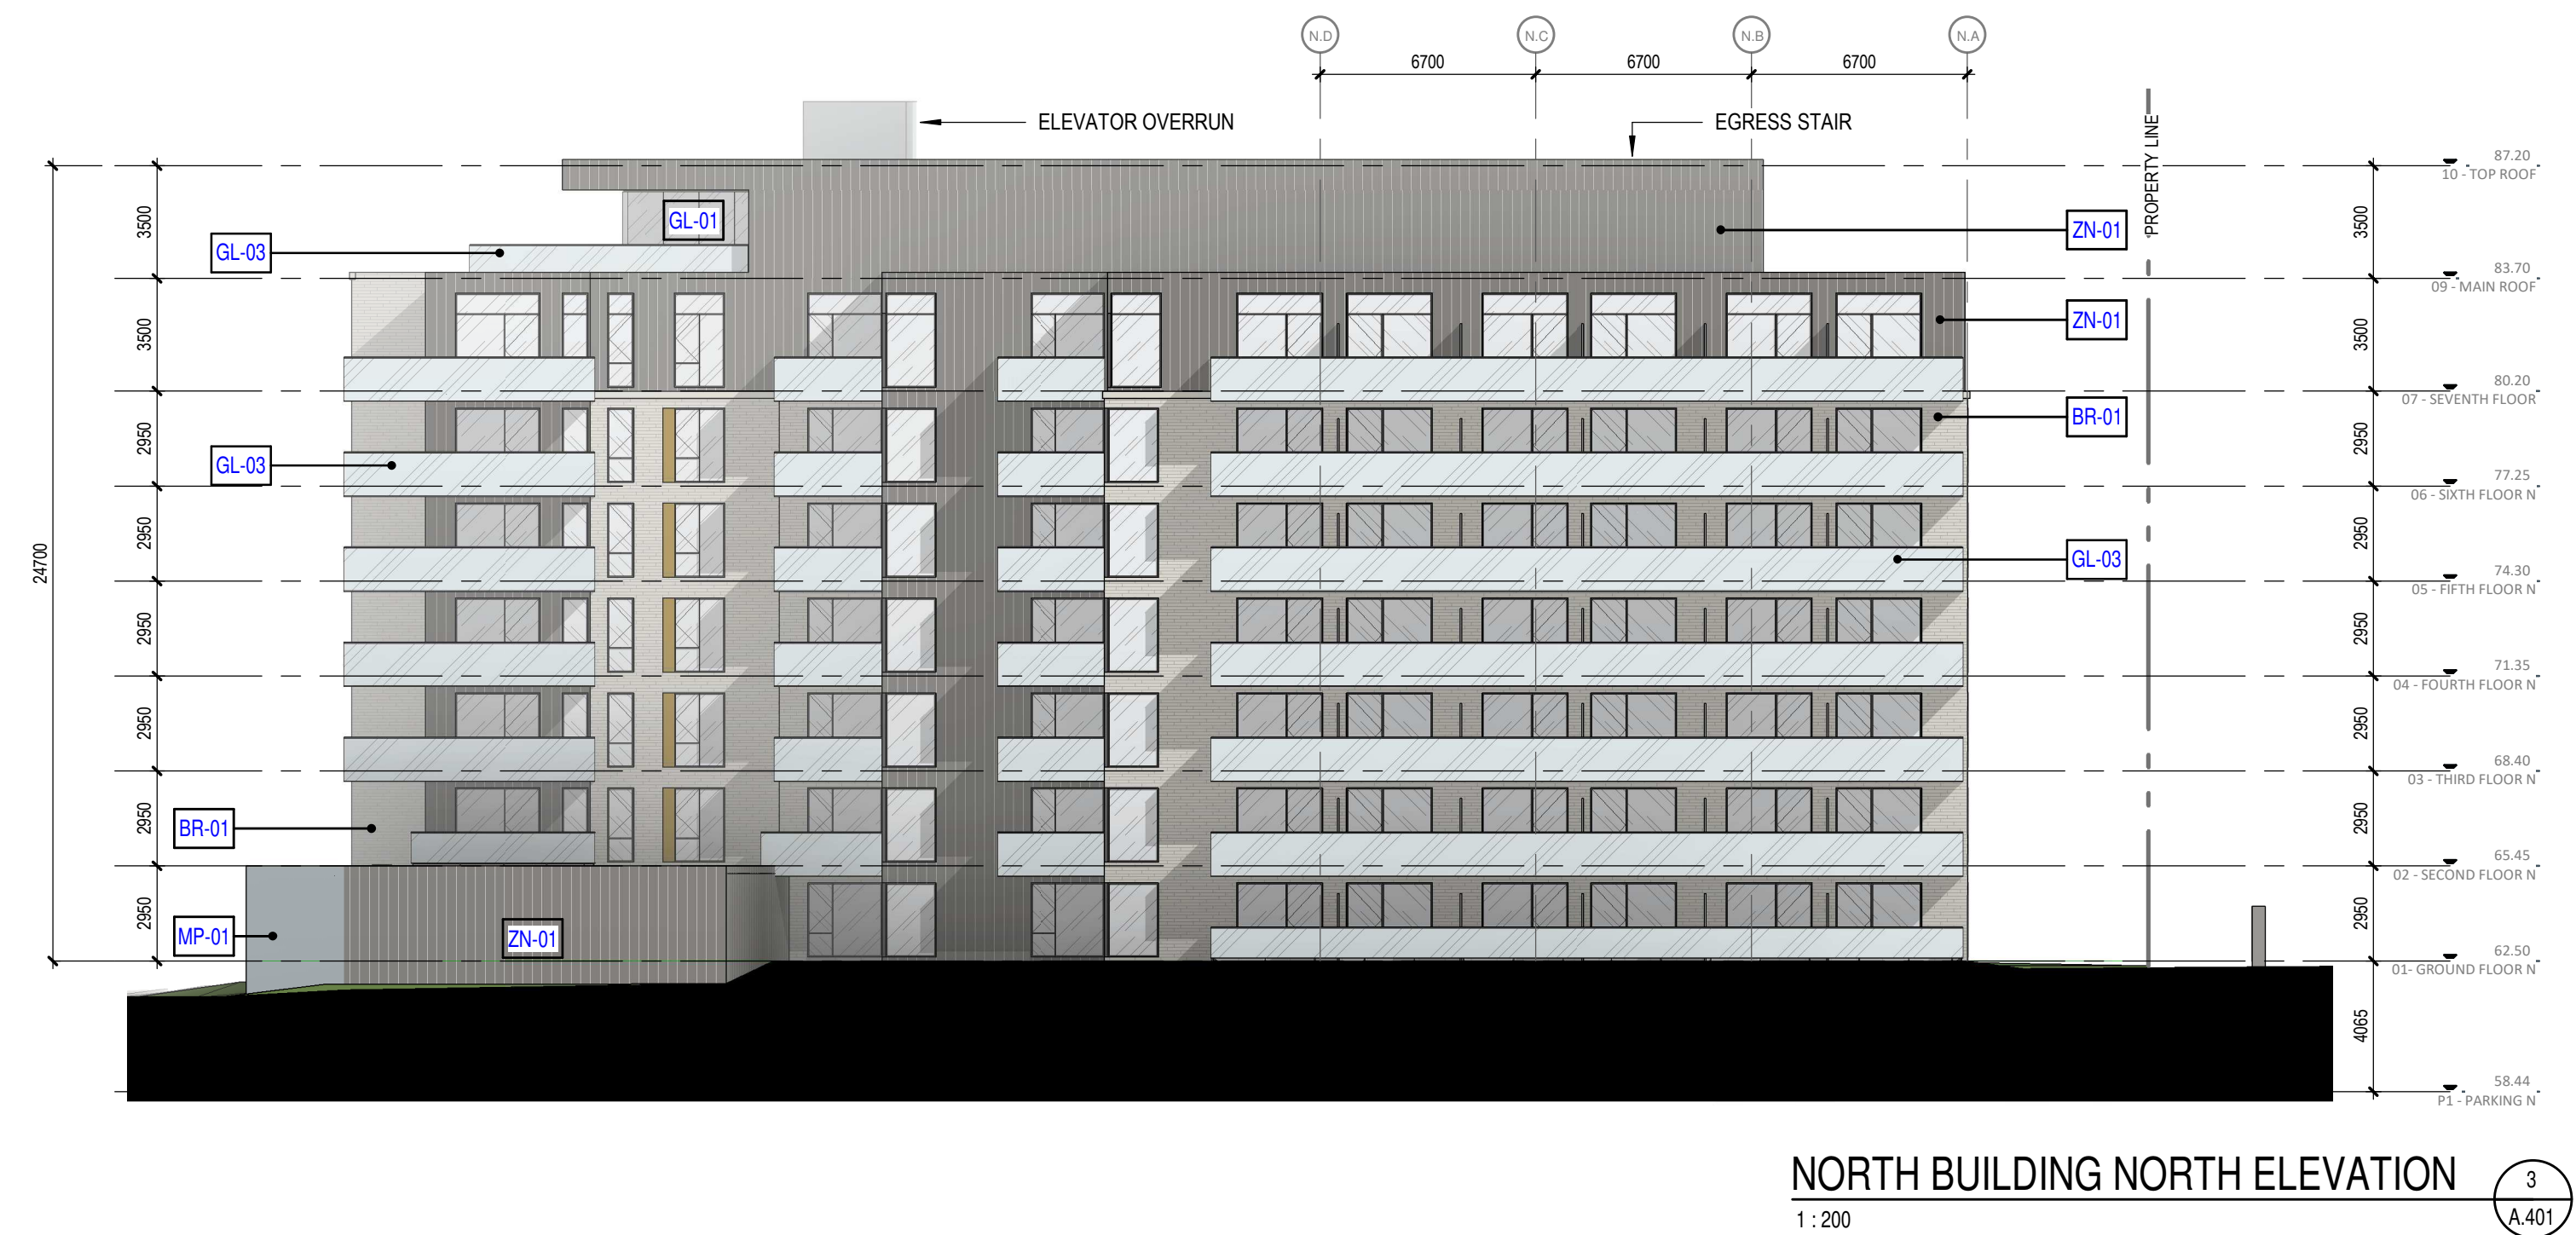 N.D
N.C
N.B
N.A
6700
6700
6700
ELEVATOR OVERRUN
EGRESS STAIR
PROPERTY LINE
87.20
10 - TOP ROOF
3500
GL-01
ZN-01
3500
GL-03
83.70
09 - MAIN ROOF
3500
ZN-01
3500
80.20
07 - SEVENTH FLOOR
BR-01
2950
2950
GL-03
77.25
06 - SIXTH FLOOR N
2950
2950
24700
GL-03
74.30
05 - FIFTH FLOOR N
2950
2950
71.35
04 - FOURTH FLOOR N
2950
2950
68.40
03 - THIRD FLOOR N
2950
BR-01
2950
65.45
02 - SECOND FLOOR N
2950
MP-01
ZN-01
2950
62.50
01- GROUND FLOOR N
4065
58.44
P1 - PARKING N
NORTH BUILDING NORTH ELEVATION
3
1 : 200
A.401